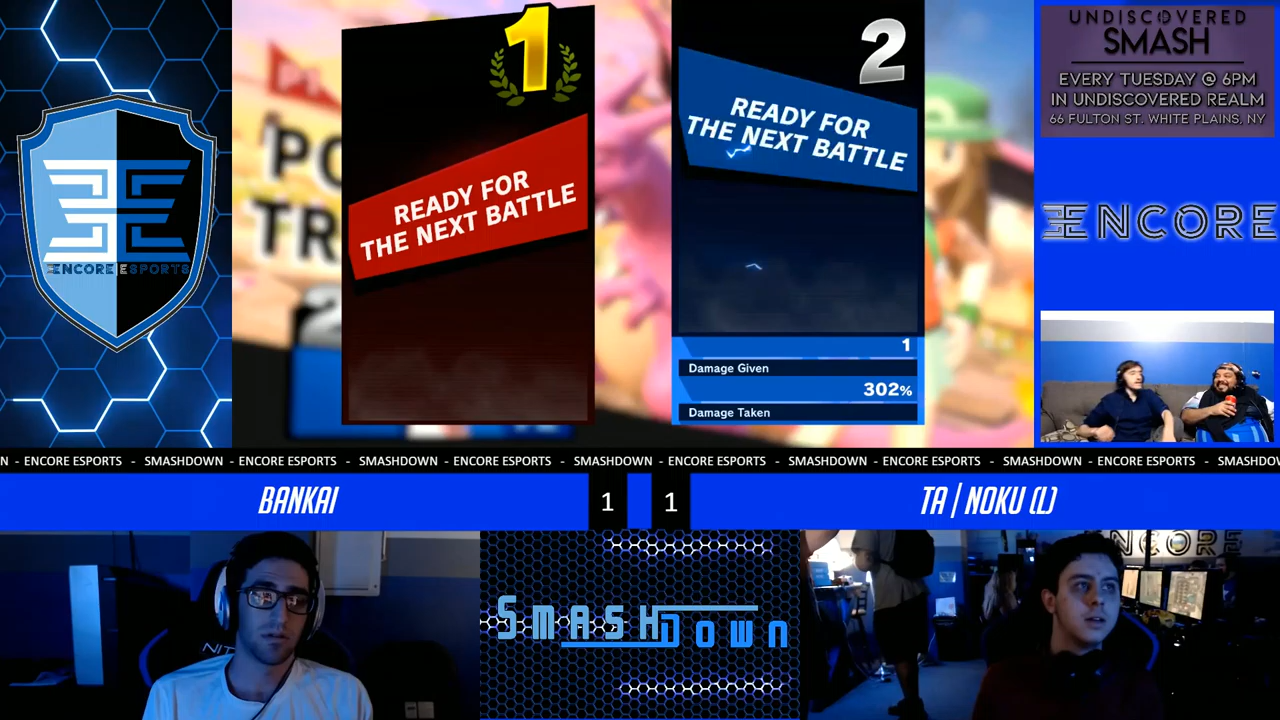 1
READY FOR
THE NEXT BATTLE
2
READY FOR
THE NEXT BATTLE
1
Damage Given
302%
Damage Taken
PO
TR
ENCORE ESPORTS
UNDISCOVERED
SMASH
EVERY TUESDAY @ 6PM
IN UNDISCOVERED REALM
66 FULTON ST. WHITE PLAINS, NY
ENCORE
N - ENCORE ESPORTS - SMASHDOWN - ENCORE ESPORTS - SMASHDOWN - ENCORE ESPORTS - SMASHDOWN - ENCORE ESPORTS - SMASHDOWN - ENCORE ESPORTS - SMASHDOW
BANKAI
1
1
TA | NOKU (L)
NIT
SMASHDOWN
ENCORE